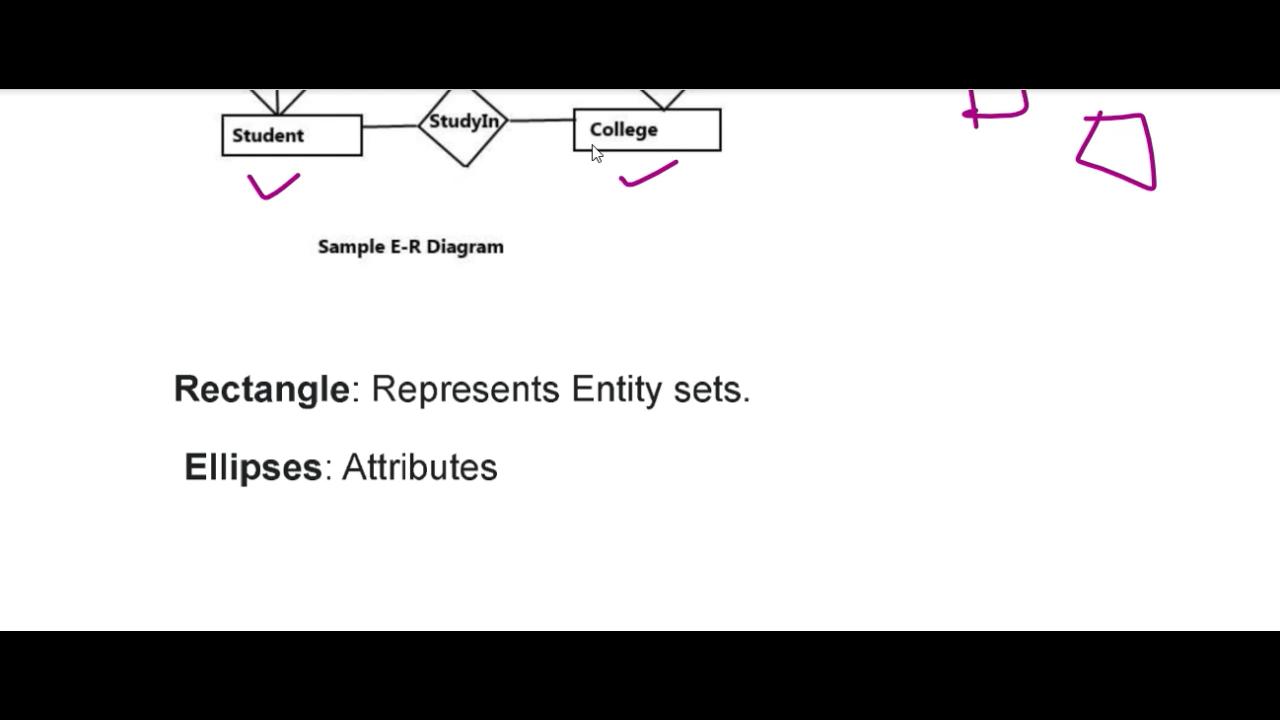 Student StudyIn College
Sample E-R Diagram
Rectangle: Represents Entity sets.
Ellipses: Attributes